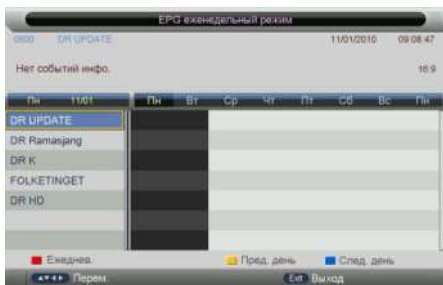 EPG еженедельный режим
0800 DR UPDATE 11/01/2010 09:08:47
Нет событий инфо. 16:9
Пн 11/01 Пн Вт Ср Чт Пт Сб Вс Пн
DR UPDATE
DR Ramasjang
DR K
FOLKETINGET
DR HD
Ежеднев. Пред. день След. день
Перем. Exit Выход